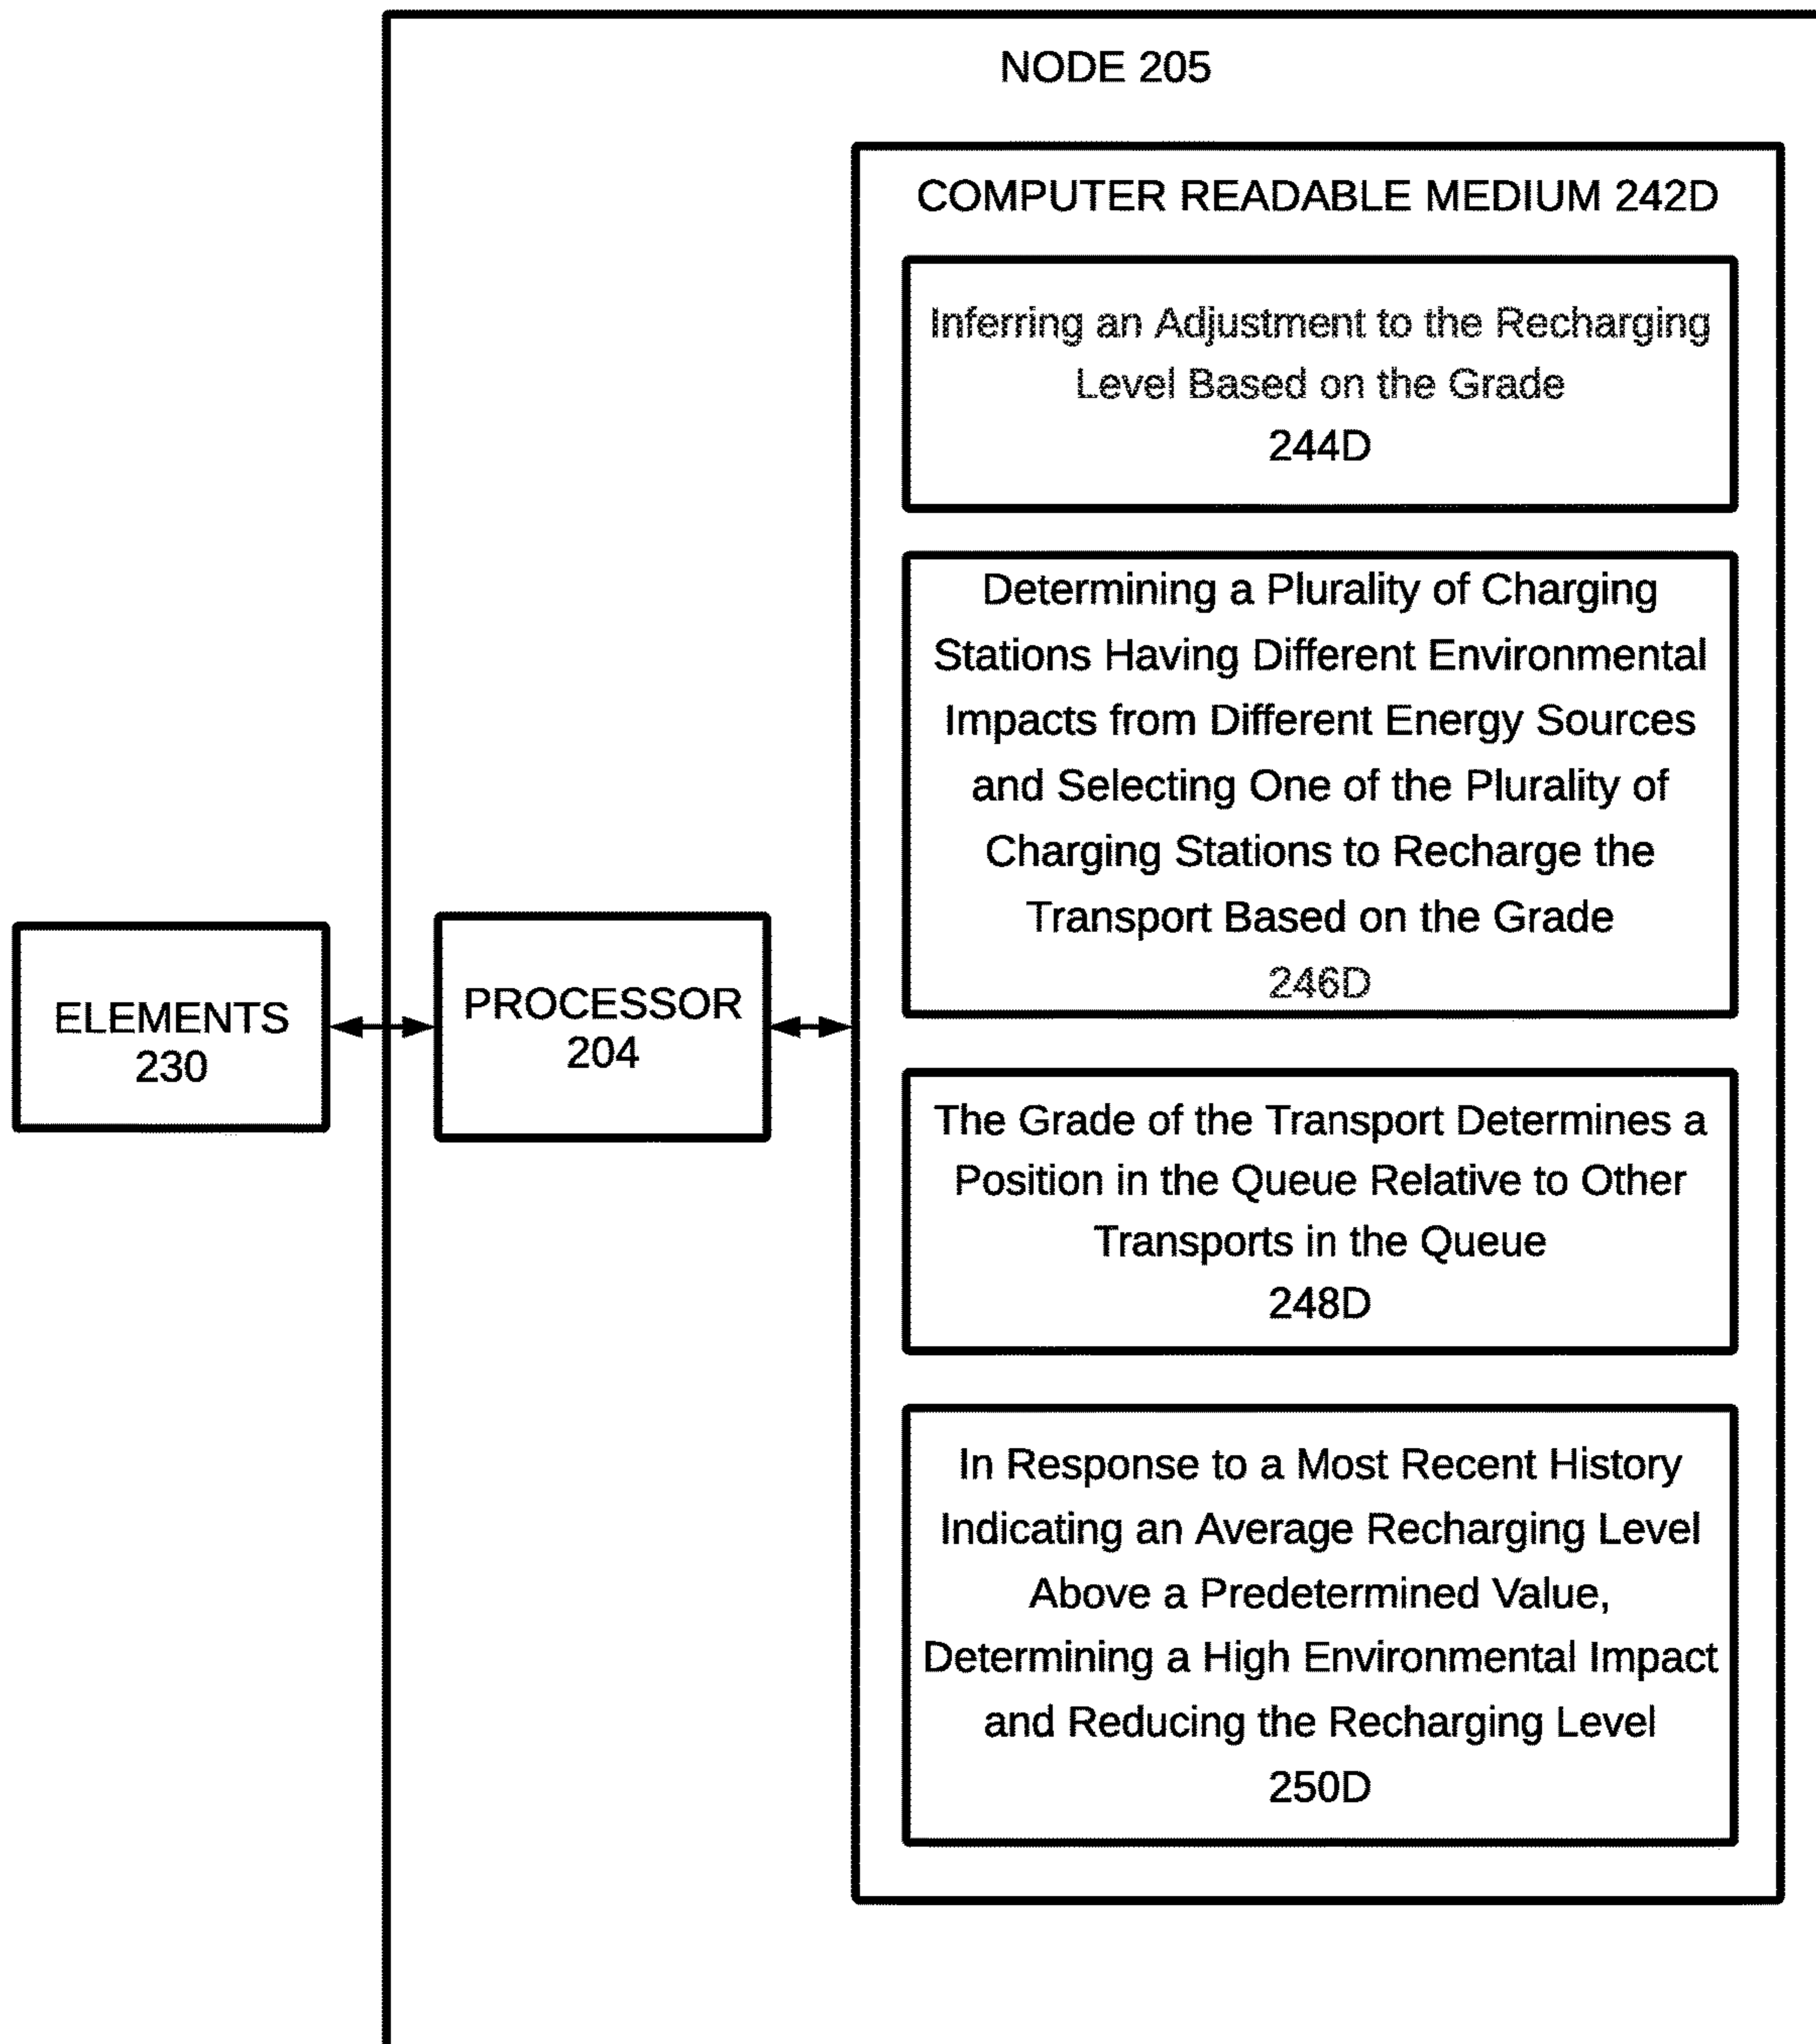 NODE 205
COMPUTER READABLE MEDIUM 242D
Inferring an Adjustment to the Recharging
Level Based on the Grade
244D
Determining a Plurality of Charging
Stations Having Different Environmental
Impacts from Different Energy Sources
and Selecting One of the Plurality of
Charging Stations to Recharge the
Transport Based on the Grade
246D
ELEMENTS
230
PROCESSOR
204
The Grade of the Transport Determines a
Position in the Queue Relative to Other
Transports in the Queue
248D
In Response to a Most Recent History
Indicating an Average Recharging Level
Above a Predetermined Value,
Determining a High Environmental Impact
and Reducing the Recharging Level
250D